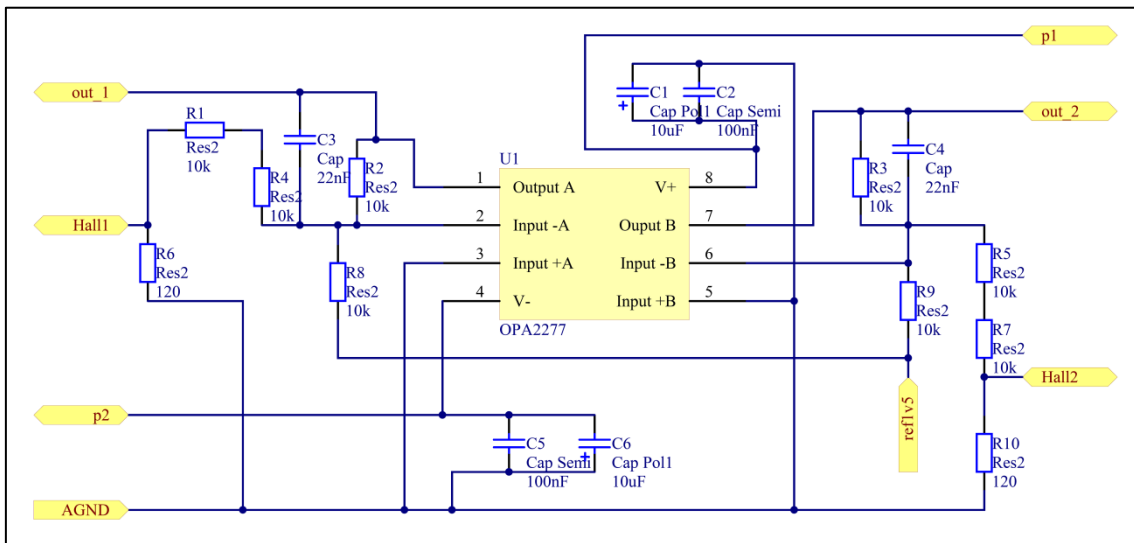 p1
out_1
R1
Res2
10k
C3
Cap
22nF
R2
Res2
10k
R4
Res2
10k
Hall1
R6
Res2
120
R8
Res2
10k
U1
1
Output A
2
Input -A
3
Input +A
4
V-
V+
8
Ouput B
7
Input -B
6
Input +B
5
OPA2277
C1
Cap Pol1
10uF
C2
Cap Semi
100nF
out_2
R3
Res2
10k
C4
Cap
22nF
R5
Res2
10k
R9
Res2
10k
R7
Res2
10k
Hall2
ref1v5
R10
Res2
120
p2
C5
Cap Semi
100nF
C6
Cap Pol1
10uF
AGND